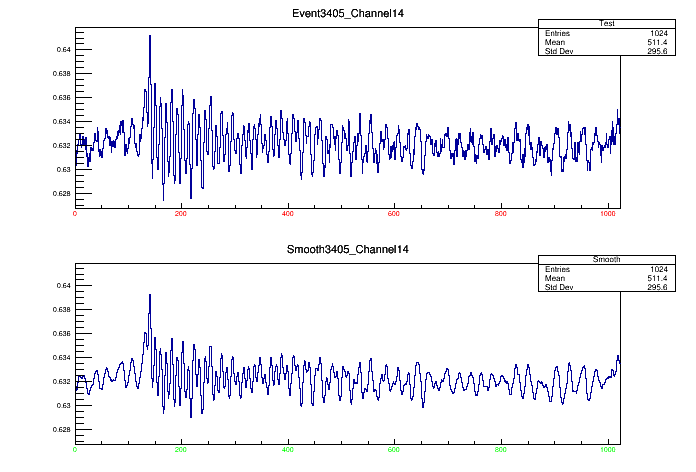 Event3405_Channel14
Test
Entries 1024
Mean 511.4
Std Dev 295.6
0.64
0.638
0.636
0.634
0.632
0.63
0.628
0 200 400 600 800 1000
Smooth3405_Channel14
Smooth
Entries 1024
Mean 511.4
Std Dev 295.6
0.64
0.638
0.636
0.634
0.632
0.63
0.628
0 200 400 600 800 1000